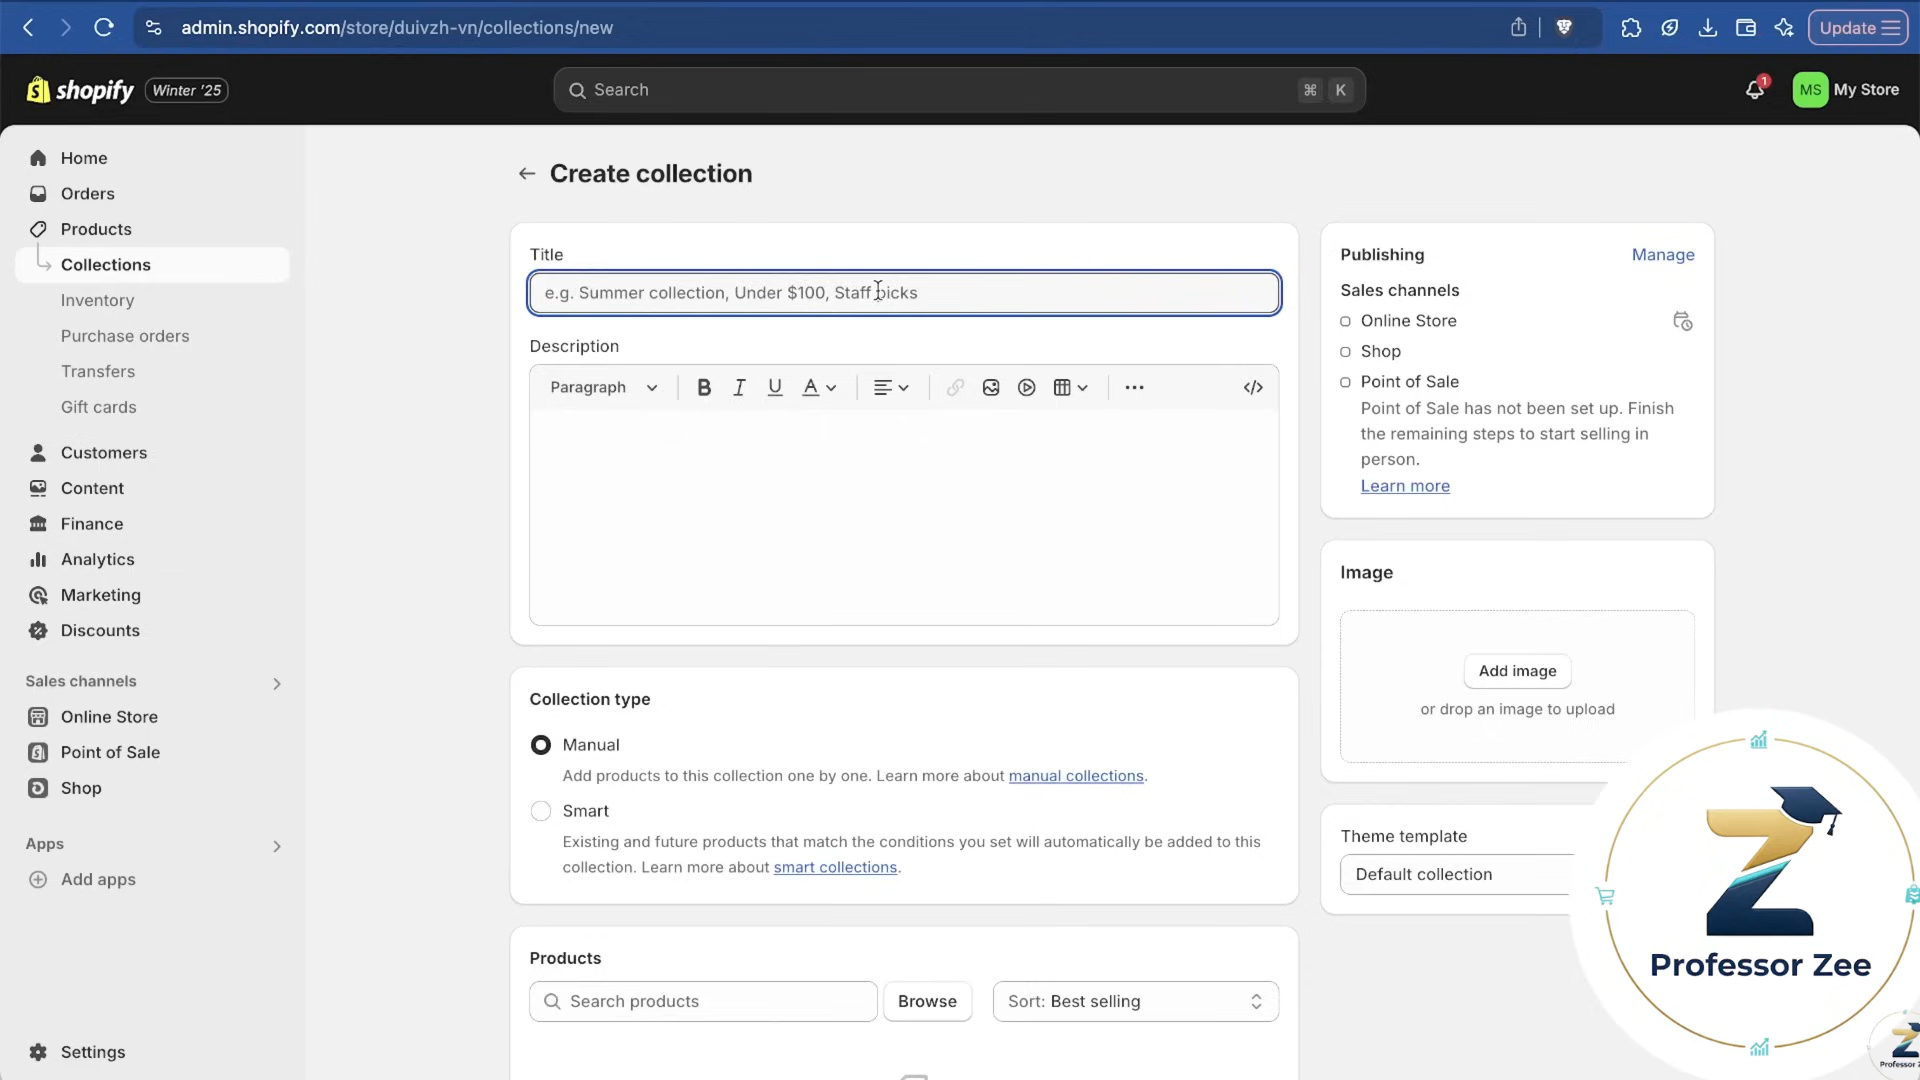 admin.shopify.com/store/duivzh-vn/collections/new
Update
shopify
Winter '25
Search
⌘ K
1
MS
My Store
Home
Orders
Products
Collections
Inventory
Purchase orders
Transfers
Gift cards
Customers
Content
Finance
Analytics
Marketing
Discounts
Sales channels
Online Store
Point of Sale
Shop
Apps
Add apps
Settings
Create collection
Title
e.g. Summer collection, Under $100, Staff picks
Description
Paragraph
Collection type
Manual
Add products to this collection one by one. Learn more about manual collections.
Smart
Existing and future products that match the conditions you set will automatically be added to this
collection. Learn more about smart collections.
Products
Search products
Browse
Sort: Best selling
Publishing
Manage
Sales channels
Online Store
Shop
Point of Sale
Point of Sale has not been set up. Finish
the remaining steps to start selling in
person.
Learn more
Image
Add image
or drop an image to upload
Theme template
Default collection
Professor Zee
Professor Z